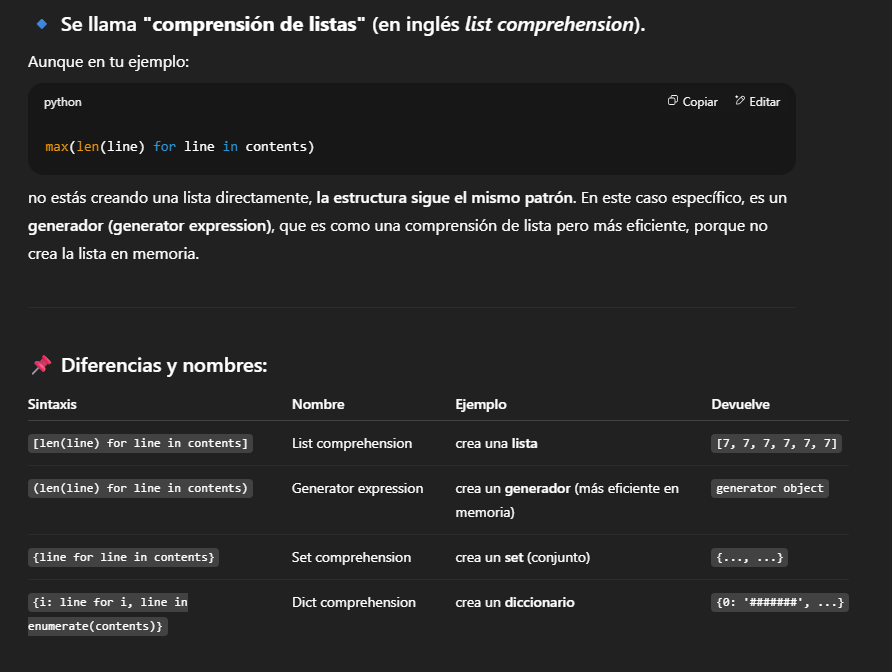 Se llama "comprensión de listas" (en inglés list comprehension).
Aunque en tu ejemplo:
python
Copiar
Editar
max(len(line) for line in contents)
no estás creando una lista directamente, la estructura sigue el mismo patrón. En este caso específico, es un
generador (generator expression), que es como una comprensión de lista pero más eficiente, porque no
crea la lista en memoria.
Diferencias y nombres:
Sintaxis Nombre Ejemplo Devuelve
[len(line) for line in contents] List comprehension crea una lista [7, 7, 7, 7, 7, 7]
(len(line) for line in contents) Generator expression crea un generador (más eficiente en
memoria) generator object
{line for line in contents} Set comprehension crea un set (conjunto) {..., ...}
{i: line for i, line in
enumerate(contents)} Dict comprehension crea un diccionario {0: '#######', ...}